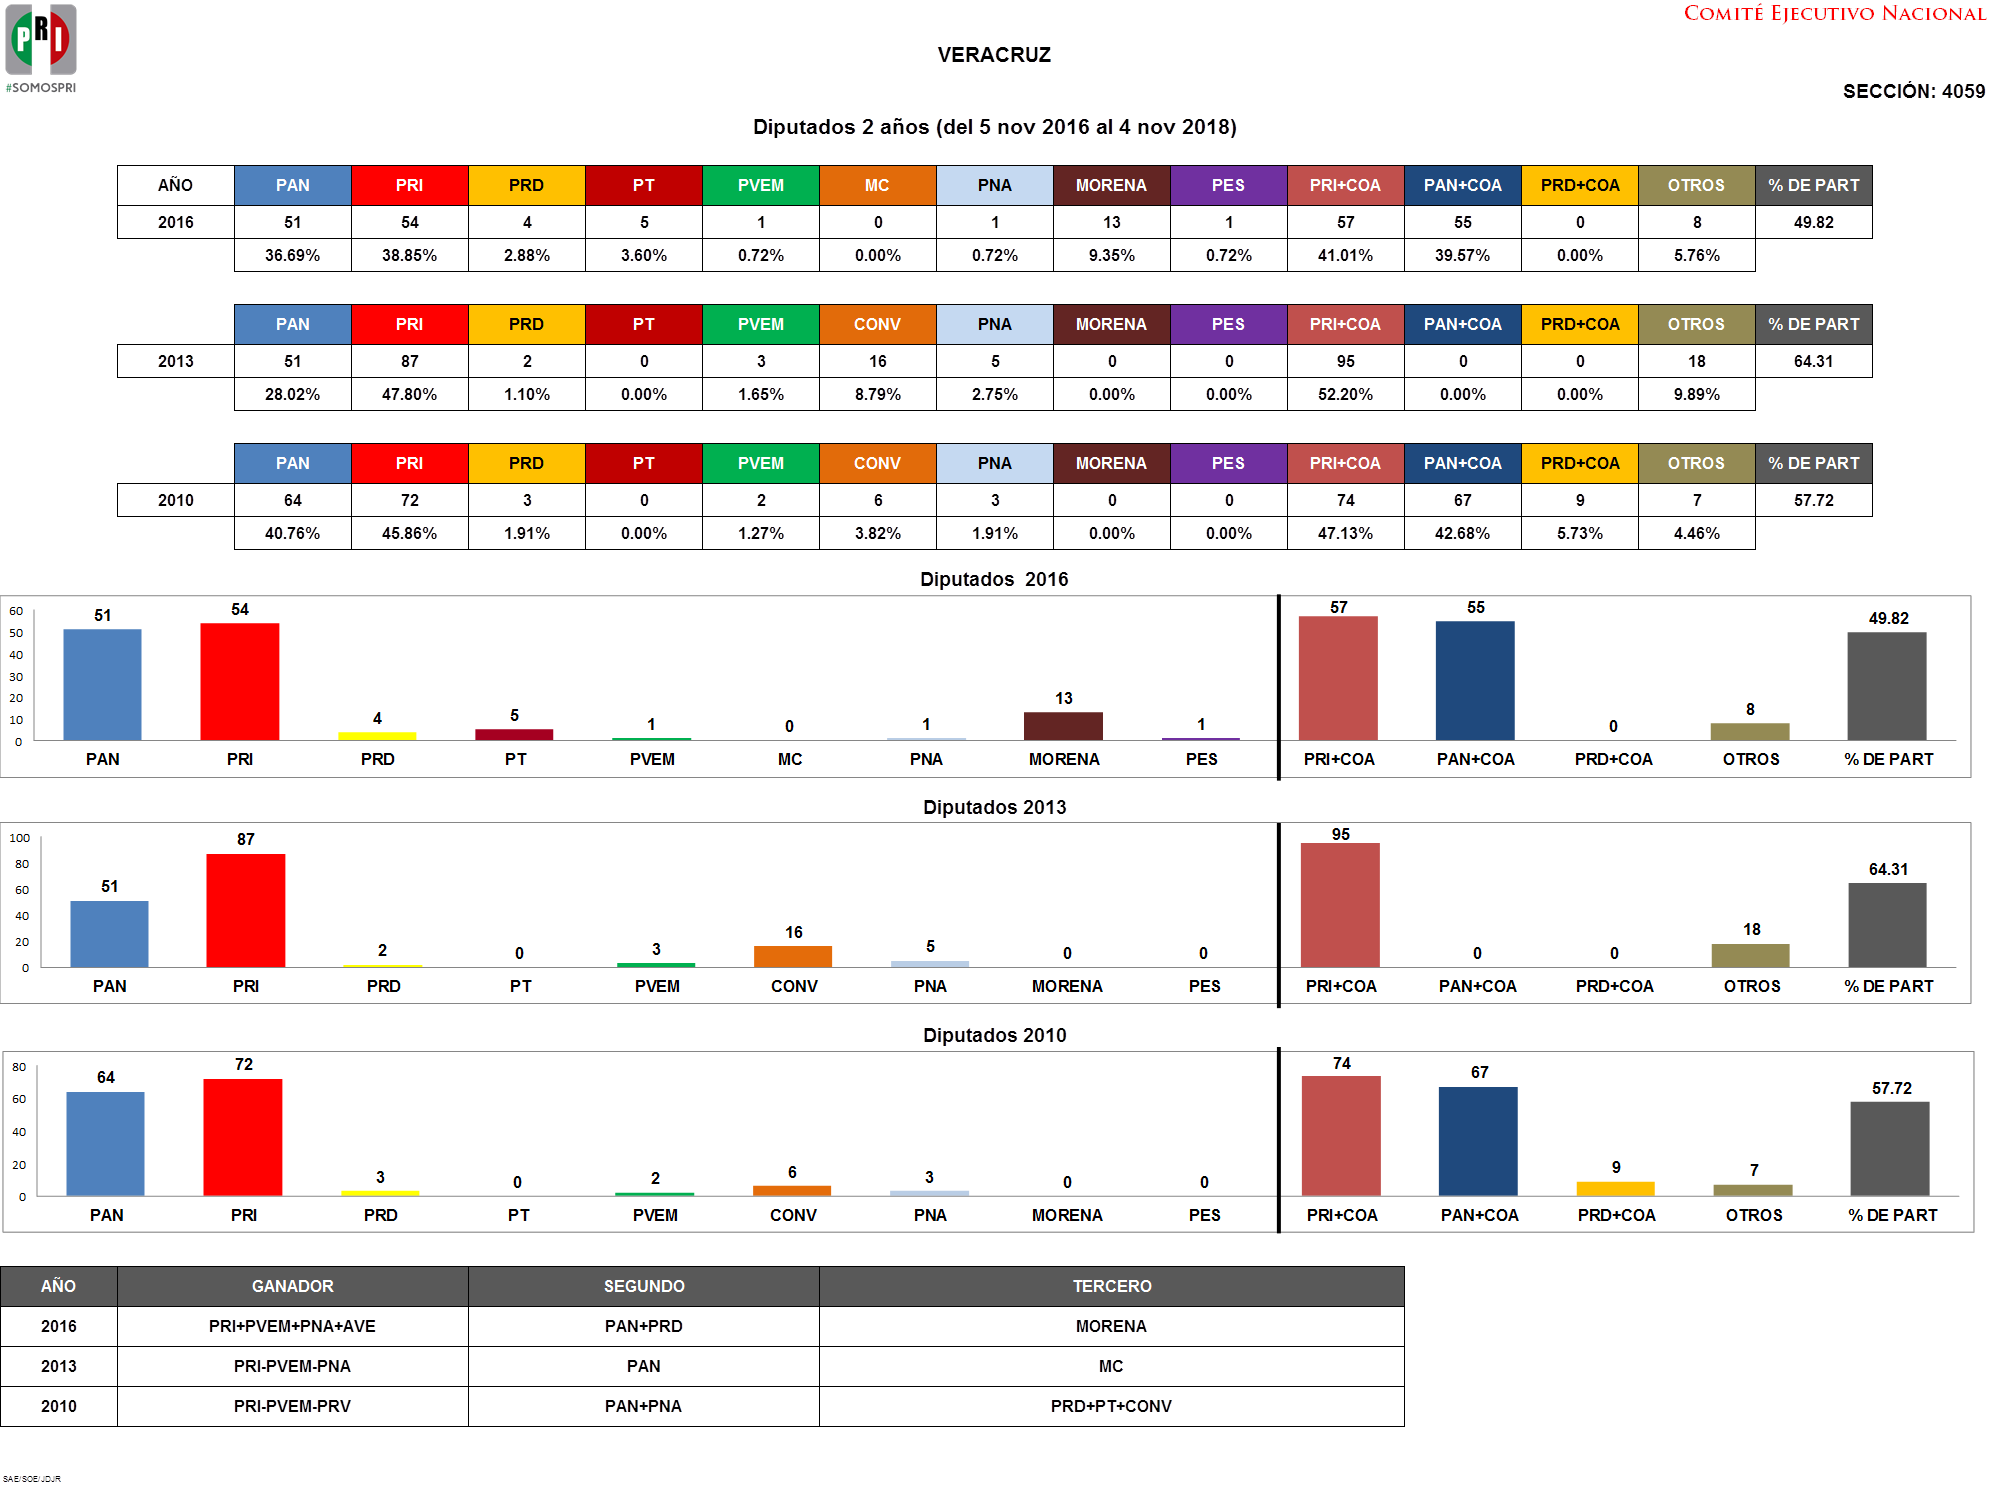 PRI
#SOMOSPRI
COMITÉ EJECUTIVO NACIONAL
VERACRUZ
SECCIÓN: 4059
Diputados 2 años (del 5 nov 2016 al 4 nov 2018)
AÑO PAN PRI PRD PT PVEM MC PNA MORENA PES PRI+COA PAN+COA PRD+COA OTROS % DE PART
2016 51 54 4 5 1 0 1 13 1 57 55 0 8 49.82
36.69% 38.85% 2.88% 3.60% 0.72% 0.00% 0.72% 9.35% 0.72% 41.01% 39.57% 0.00% 5.76%
PAN PRI PRD PT PVEM CONV PNA MORENA PES PRI+COA PAN+COA PRD+COA OTROS % DE PART
2013 51 87 2 0 3 16 5 0 0 95 0 0 18 64.31
28.02% 47.80% 1.10% 0.00% 1.65% 8.79% 2.75% 0.00% 0.00% 52.20% 0.00% 0.00% 9.89%
PAN PRI PRD PT PVEM CONV PNA MORENA PES PRI+COA PAN+COA PRD+COA OTROS % DE PART
2010 64 72 3 0 2 6 3 0 0 74 67 9 7 57.72
40.76% 45.86% 1.91% 0.00% 1.27% 3.82% 1.91% 0.00% 0.00% 47.13% 42.68% 5.73% 4.46%
Diputados 2016
60
50
40
30
20
10
0
51 54 4 5 1 0 1 13 1 57 55 0 8 49.82
PAN PRI PRD PT PVEM MC PNA MORENA PES PRI+COA PAN+COA PRD+COA OTROS % DE PART
Diputados 2013
100
80
60
40
20
0
51 87 2 0 3 16 5 0 0 95 0 0 18 64.31
PAN PRI PRD PT PVEM CONV PNA MORENA PES PRI+COA PAN+COA PRD+COA OTROS % DE PART
Diputados 2010
80
60
40
20
0
64 72 3 0 2 6 3 0 0 74 67 9 7 57.72
PAN PRI PRD PT PVEM CONV PNA MORENA PES PRI+COA PAN+COA PRD+COA OTROS % DE PART
AÑO GANADOR SEGUNDO TERCERO
2016 PRI+PVEM+PNA+AVE PAN+PRD MORENA
2013 PRI-PVEM-PNA PAN MC
2010 PRI-PVEM-PRV PAN+PNA PRD+PT+CONV
SAE/SOE/JDJR